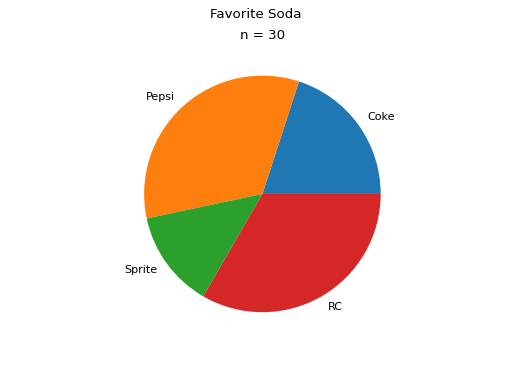 Favorite Soda
n = 30
Pepsi
Coke
Sprite
RC